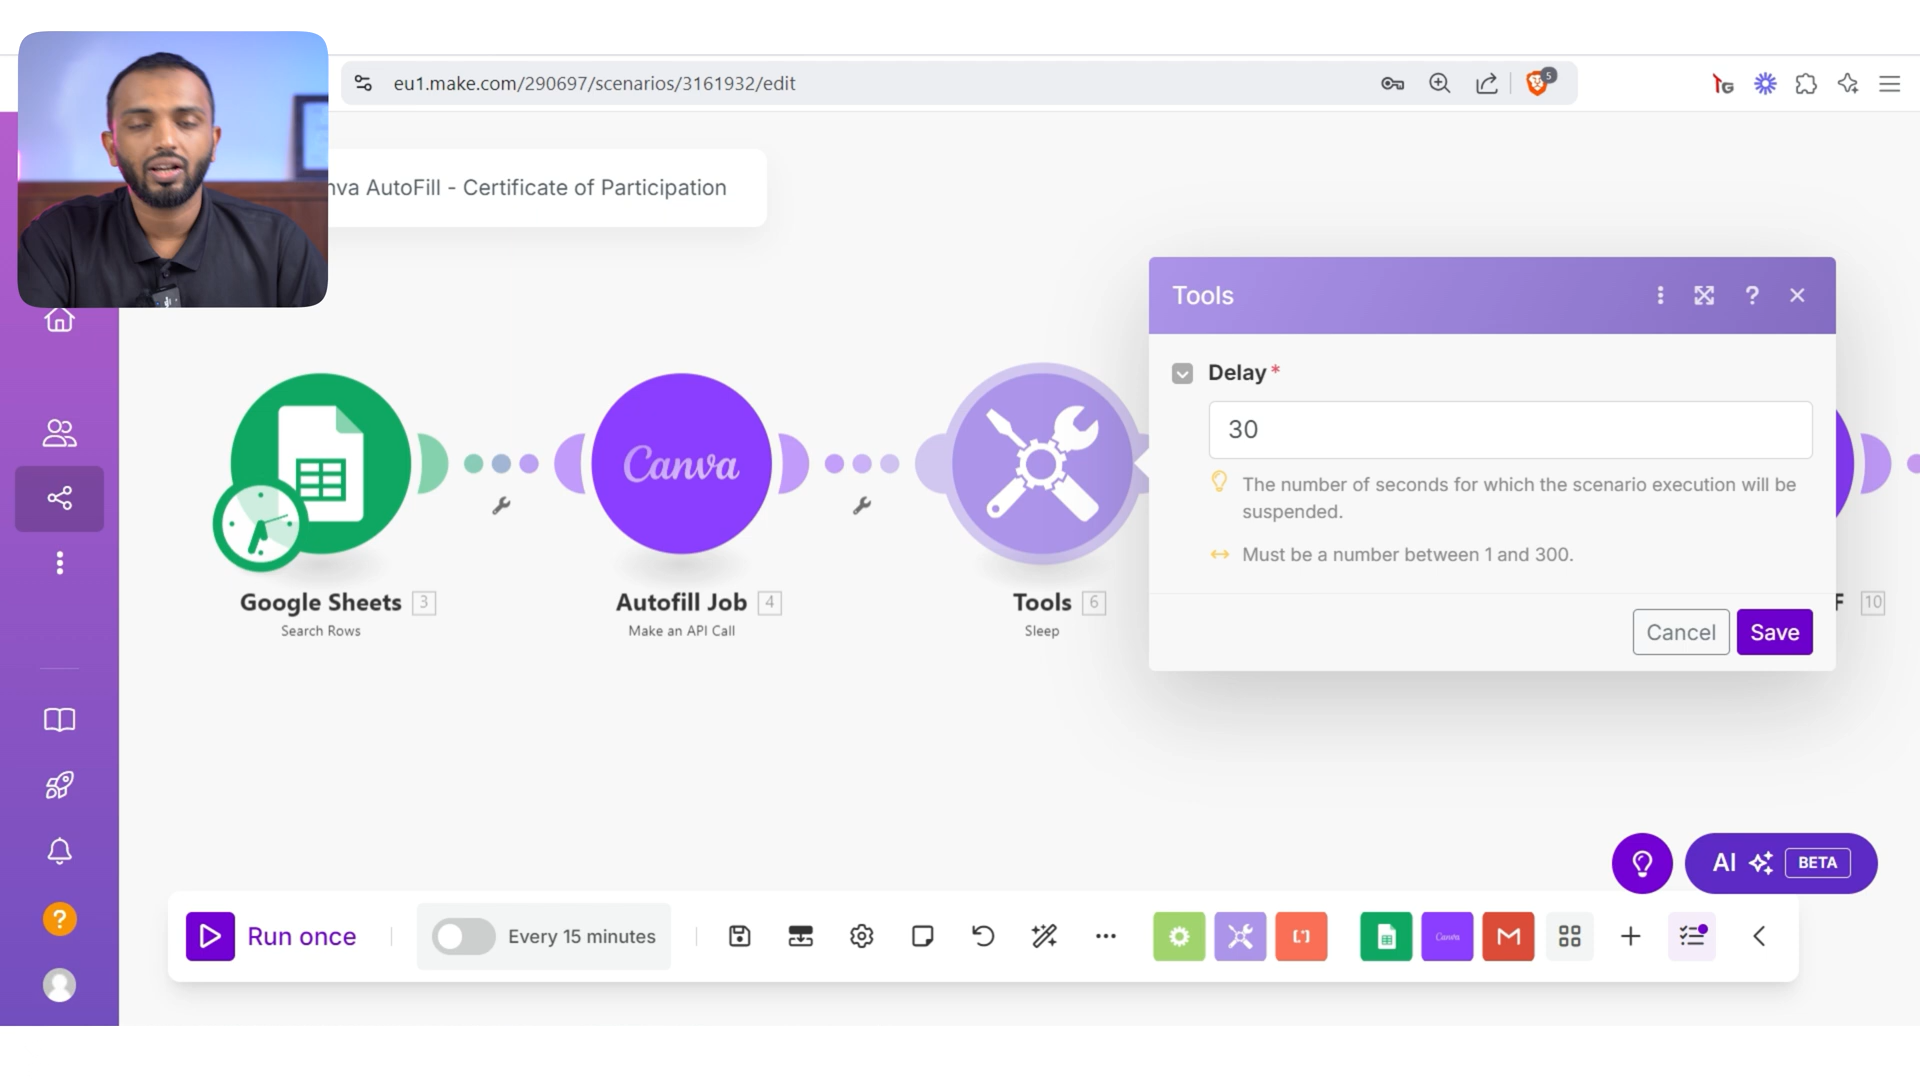 eu1.make.com/290697/scenarios/3161932/edit
5
nva AutoFill - Certificate of Participation
Tools
?
Delay*
30
The number of seconds for which the scenario execution will be
suspended.
Must be a number between 1 and 300.
Cancel
Save
Canva
Google Sheets 3
Search Rows
Autofill Job 4
Make an API Call
Tools 6
Sleep
F 10
AI BETA
?
Run once
Every 15 minutes
Canva